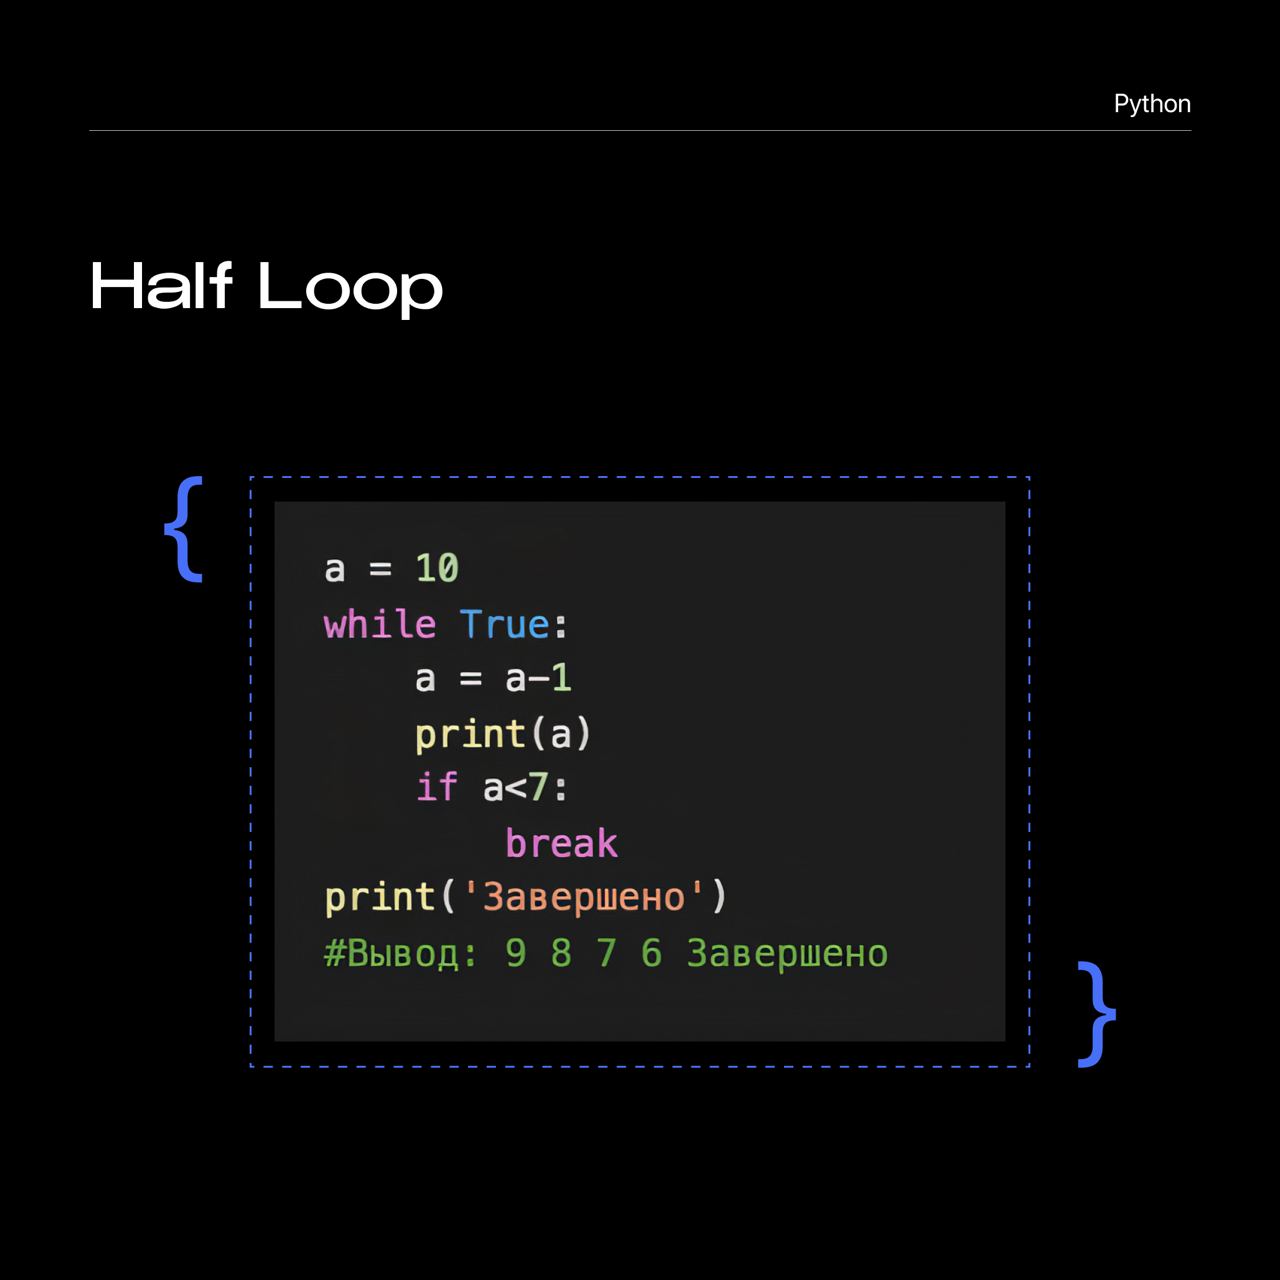 Python
Half Loop
{
a = 10
while True:
    a = a-1
    print(a)
    if a<7:
        break
print('Завершено')
#Вывод: 9 8 7 6 Завершено
}